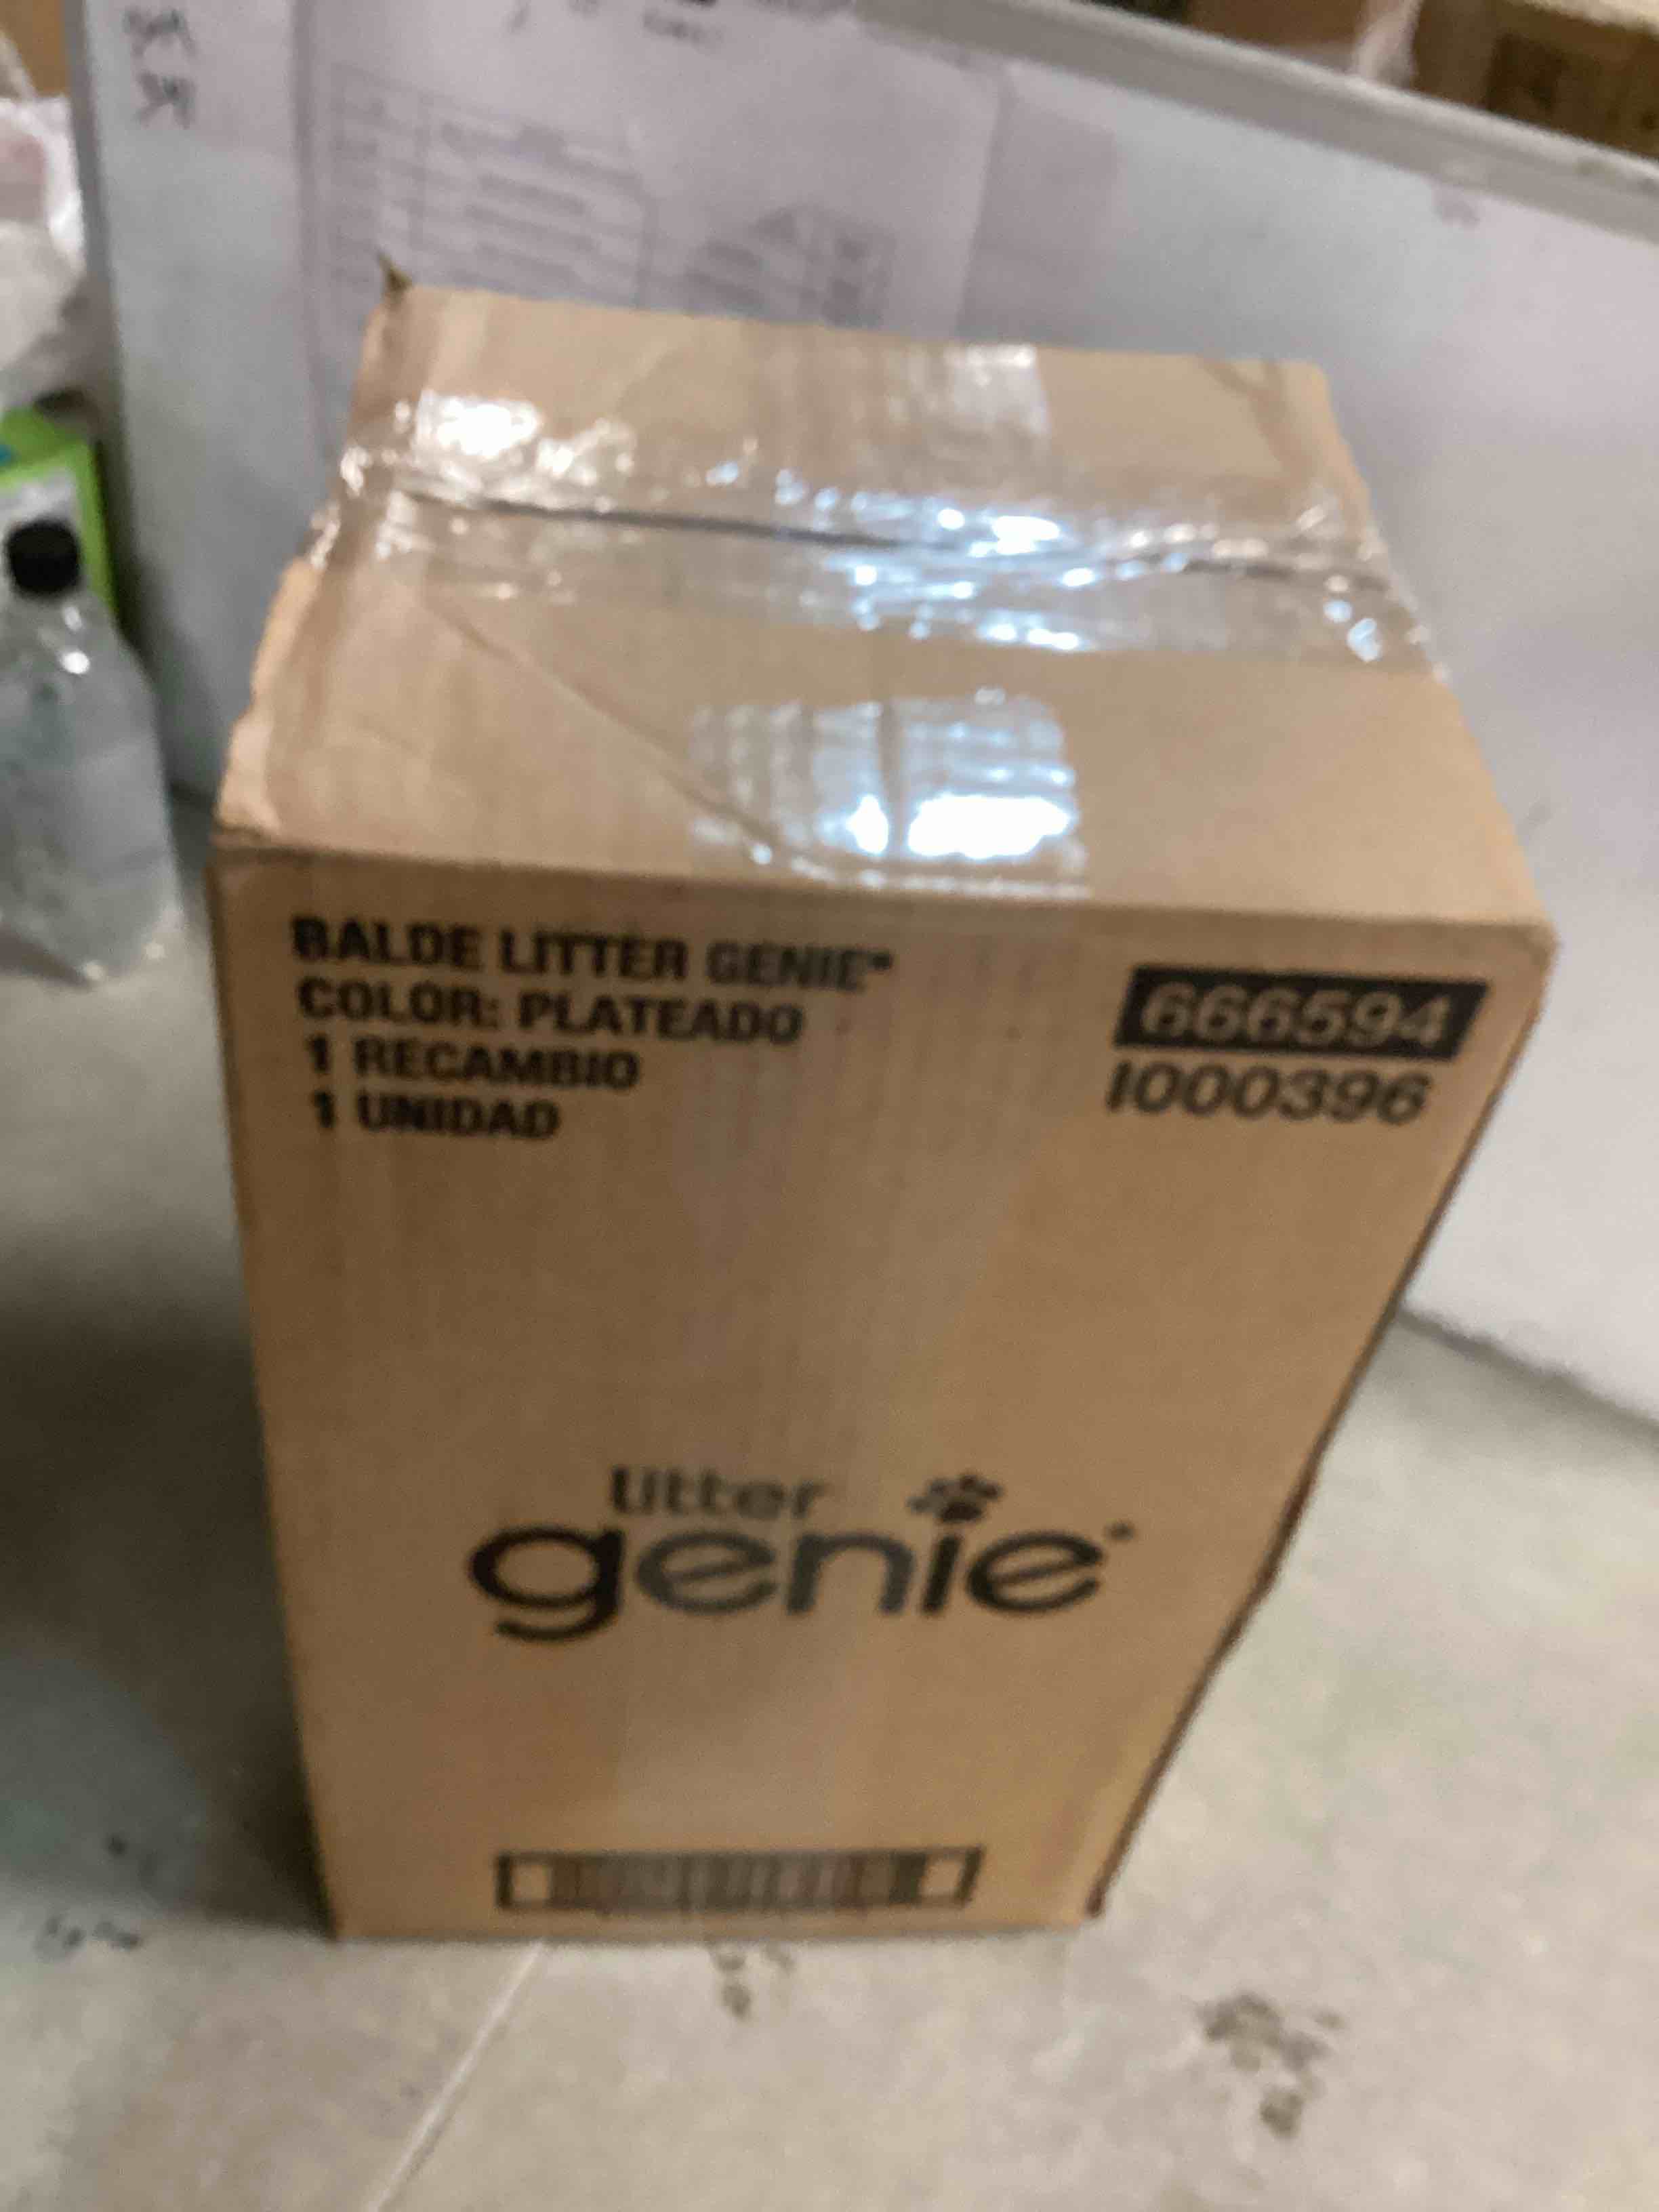 BALDE LITTER GENIE®
COLOR: PLATEADO
1 RECAMBIO
1 UNIDAD
666594
I000396
Litter
genie®